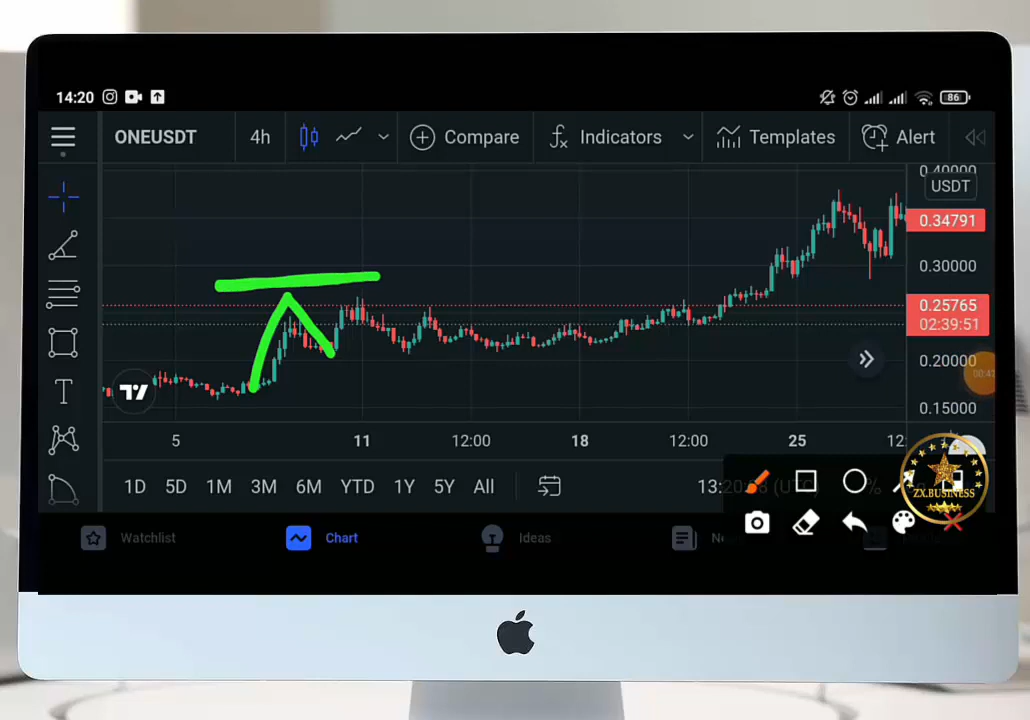 14:20
86
ONEUSDT 4h Compare Indicators Templates Alert
0.40000
USDT
0.34791
0.30000
0.25765
02:39:51
0.20000
0.15000
5 11 12:00 18 12:00 25 12:
1D 5D 1M 3M 6M YTD 1Y 5Y All
ZX.BUSINESS
Watchlist Chart Ideas